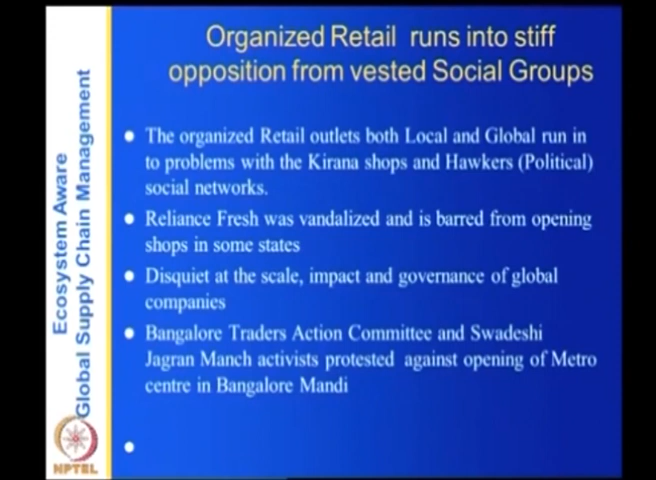 Organized Retail runs into stiff
opposition from vested Social Groups
The organized Retail outlets both Local and Global run in
to problems with the Kirana shops and Hawkers (Political)
social networks.
Reliance Fresh was vandalized and is barred from opening
shops in some states
Disquiet at the scale, impact and governance of global
companies
Bangalore Traders Action Committee and Swadeshi
Jagran Manch activists protested against opening of Metro
centre in Bangalore Mandi
Ecosystem Aware
Global Supply Chain Management
NPTEL